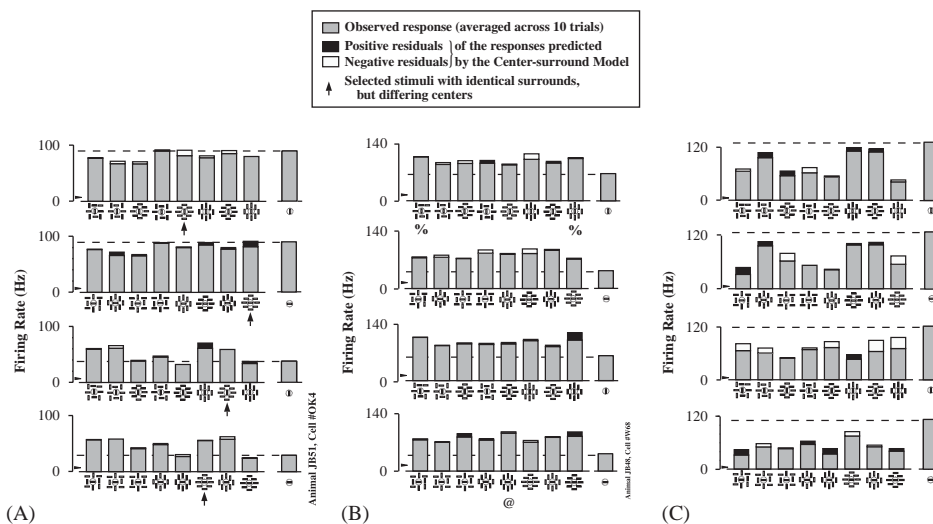 Observed response (averaged across 10 trials)
Positive residuals } of the responses predicted
Negative residuals } by the Center-surround Model
Selected stimuli with identical surrounds,
but differing centers
100
0
140
0
%
%
120
0
100
0
140
0
120
0
100
0
140
0
120
0
100
0
140
0
@
120
0
Firing Rate (Hz)
Firing Rate (Hz)
Firing Rate (Hz)
Animal JB51, Cell #OK4
Animal JB48, Cell #W68
(A)
(B)
(C)